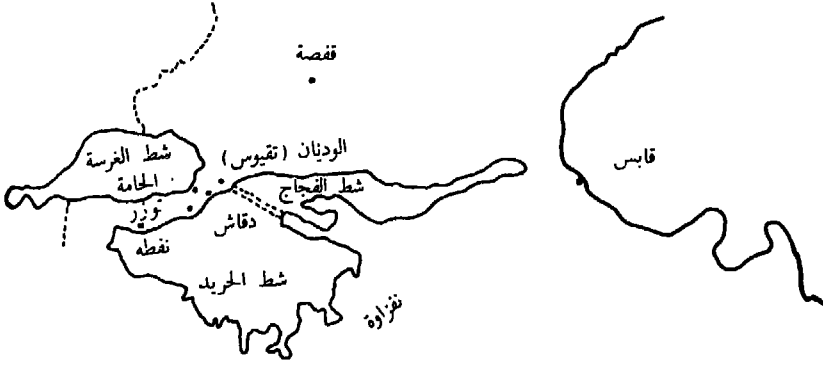 قفصة
الوديان (تقيوس)
شط الغرسة
قابس
الحامة
شط الفجاج
توزر
دقاش
نفطه
شط الجريد
نفزاوة